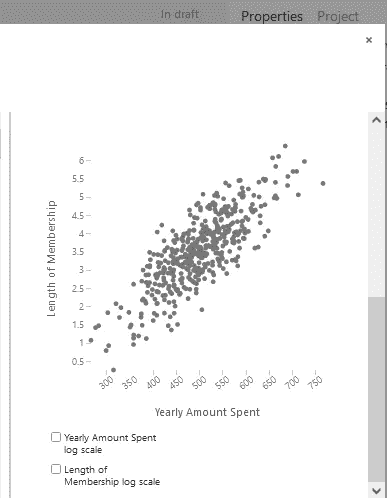 In draft
Properties Project
×
6
5.5
5
4.5
4
3.5
3
2.5
2
1.5
1
0.5
Length of Membership
300 350 400 450 500 550 600 650 700 750
Yearly Amount Spent
Yearly Amount Spent
log scale
Length of
Membership log scale